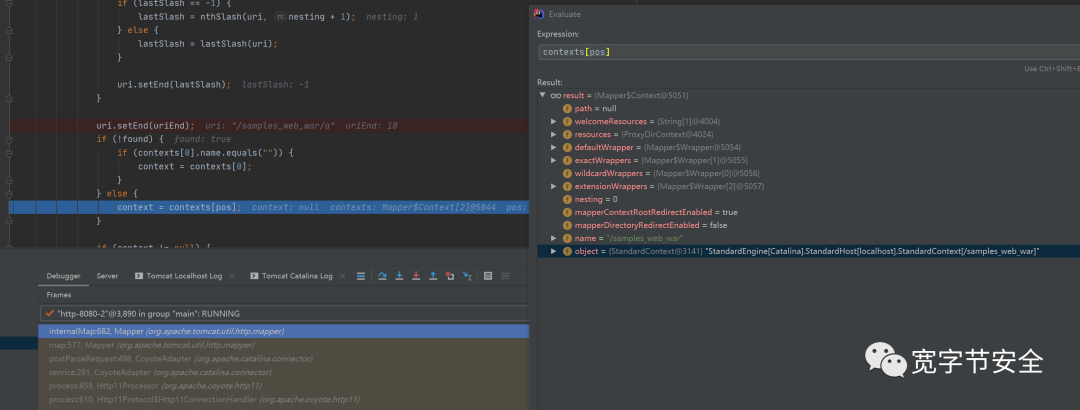 if (lastSlash == -1) {
lastSlash = nthSlash(uri, n: nesting + 1); nesting: 1
} else {
lastSlash = lastSlash(uri);
}
uri.setEnd(lastSlash); lastSlash: -1
}
uri.setEnd(uriEnd); uri: "/samples_web_war/a" uriEnd: 18
if (!found) { found: true
if (contexts[0].name.equals("")) {
context = contexts[0];
}
} else {
context = contexts[pos]; context: null contexts: Mapper$Context[2]@5044 pos:
}
if (context != null) {
Debugger Server Tomcat Localhost Log Tomcat Catalina Log
Frames
"http-8080-2"@3,890 in group "main": RUNNING
internalMap:682, Mapper (org.apache.tomcat.util.http.mapper)
map:577, Mapper (org.apache.tomcat.util.http.mapper)
postParseRequest:498, CoyoteAdapter (org.apache.catalina.connector)
service:291, CoyoteAdapter (org.apache.catalina.connector)
process:859, Http11Processor (org.apache.coyote.http11)
process:610, Http11Protocol$Http11ConnectionHandler (org.apache.coyote.http11)
Evaluate
Expression:
contexts[pos]
Use Ctrl+Shift+E
Result:
result = {Mapper$Context@5051}
path = null
welcomeResources = {String[1]@4004}
resources = {ProxyDirContext@4024}
defaultWrapper = {Mapper$Wrapper@5054}
exactWrappers = {Mapper$Wrapper[1]@5055}
wildcardWrappers = {Mapper$Wrapper[0]@5056}
extensionWrappers = {Mapper$Wrapper[2]@5057}
nesting = 0
mapperContextRootRedirectEnabled = true
mapperDirectoryRedirectEnabled = false
name = "/samples_web_war"
object = {StandardContext@3141} "StandardEngine[Catalina].StandardHost[localhost].StandardContext[/samples_web_war]"
宽字节安全